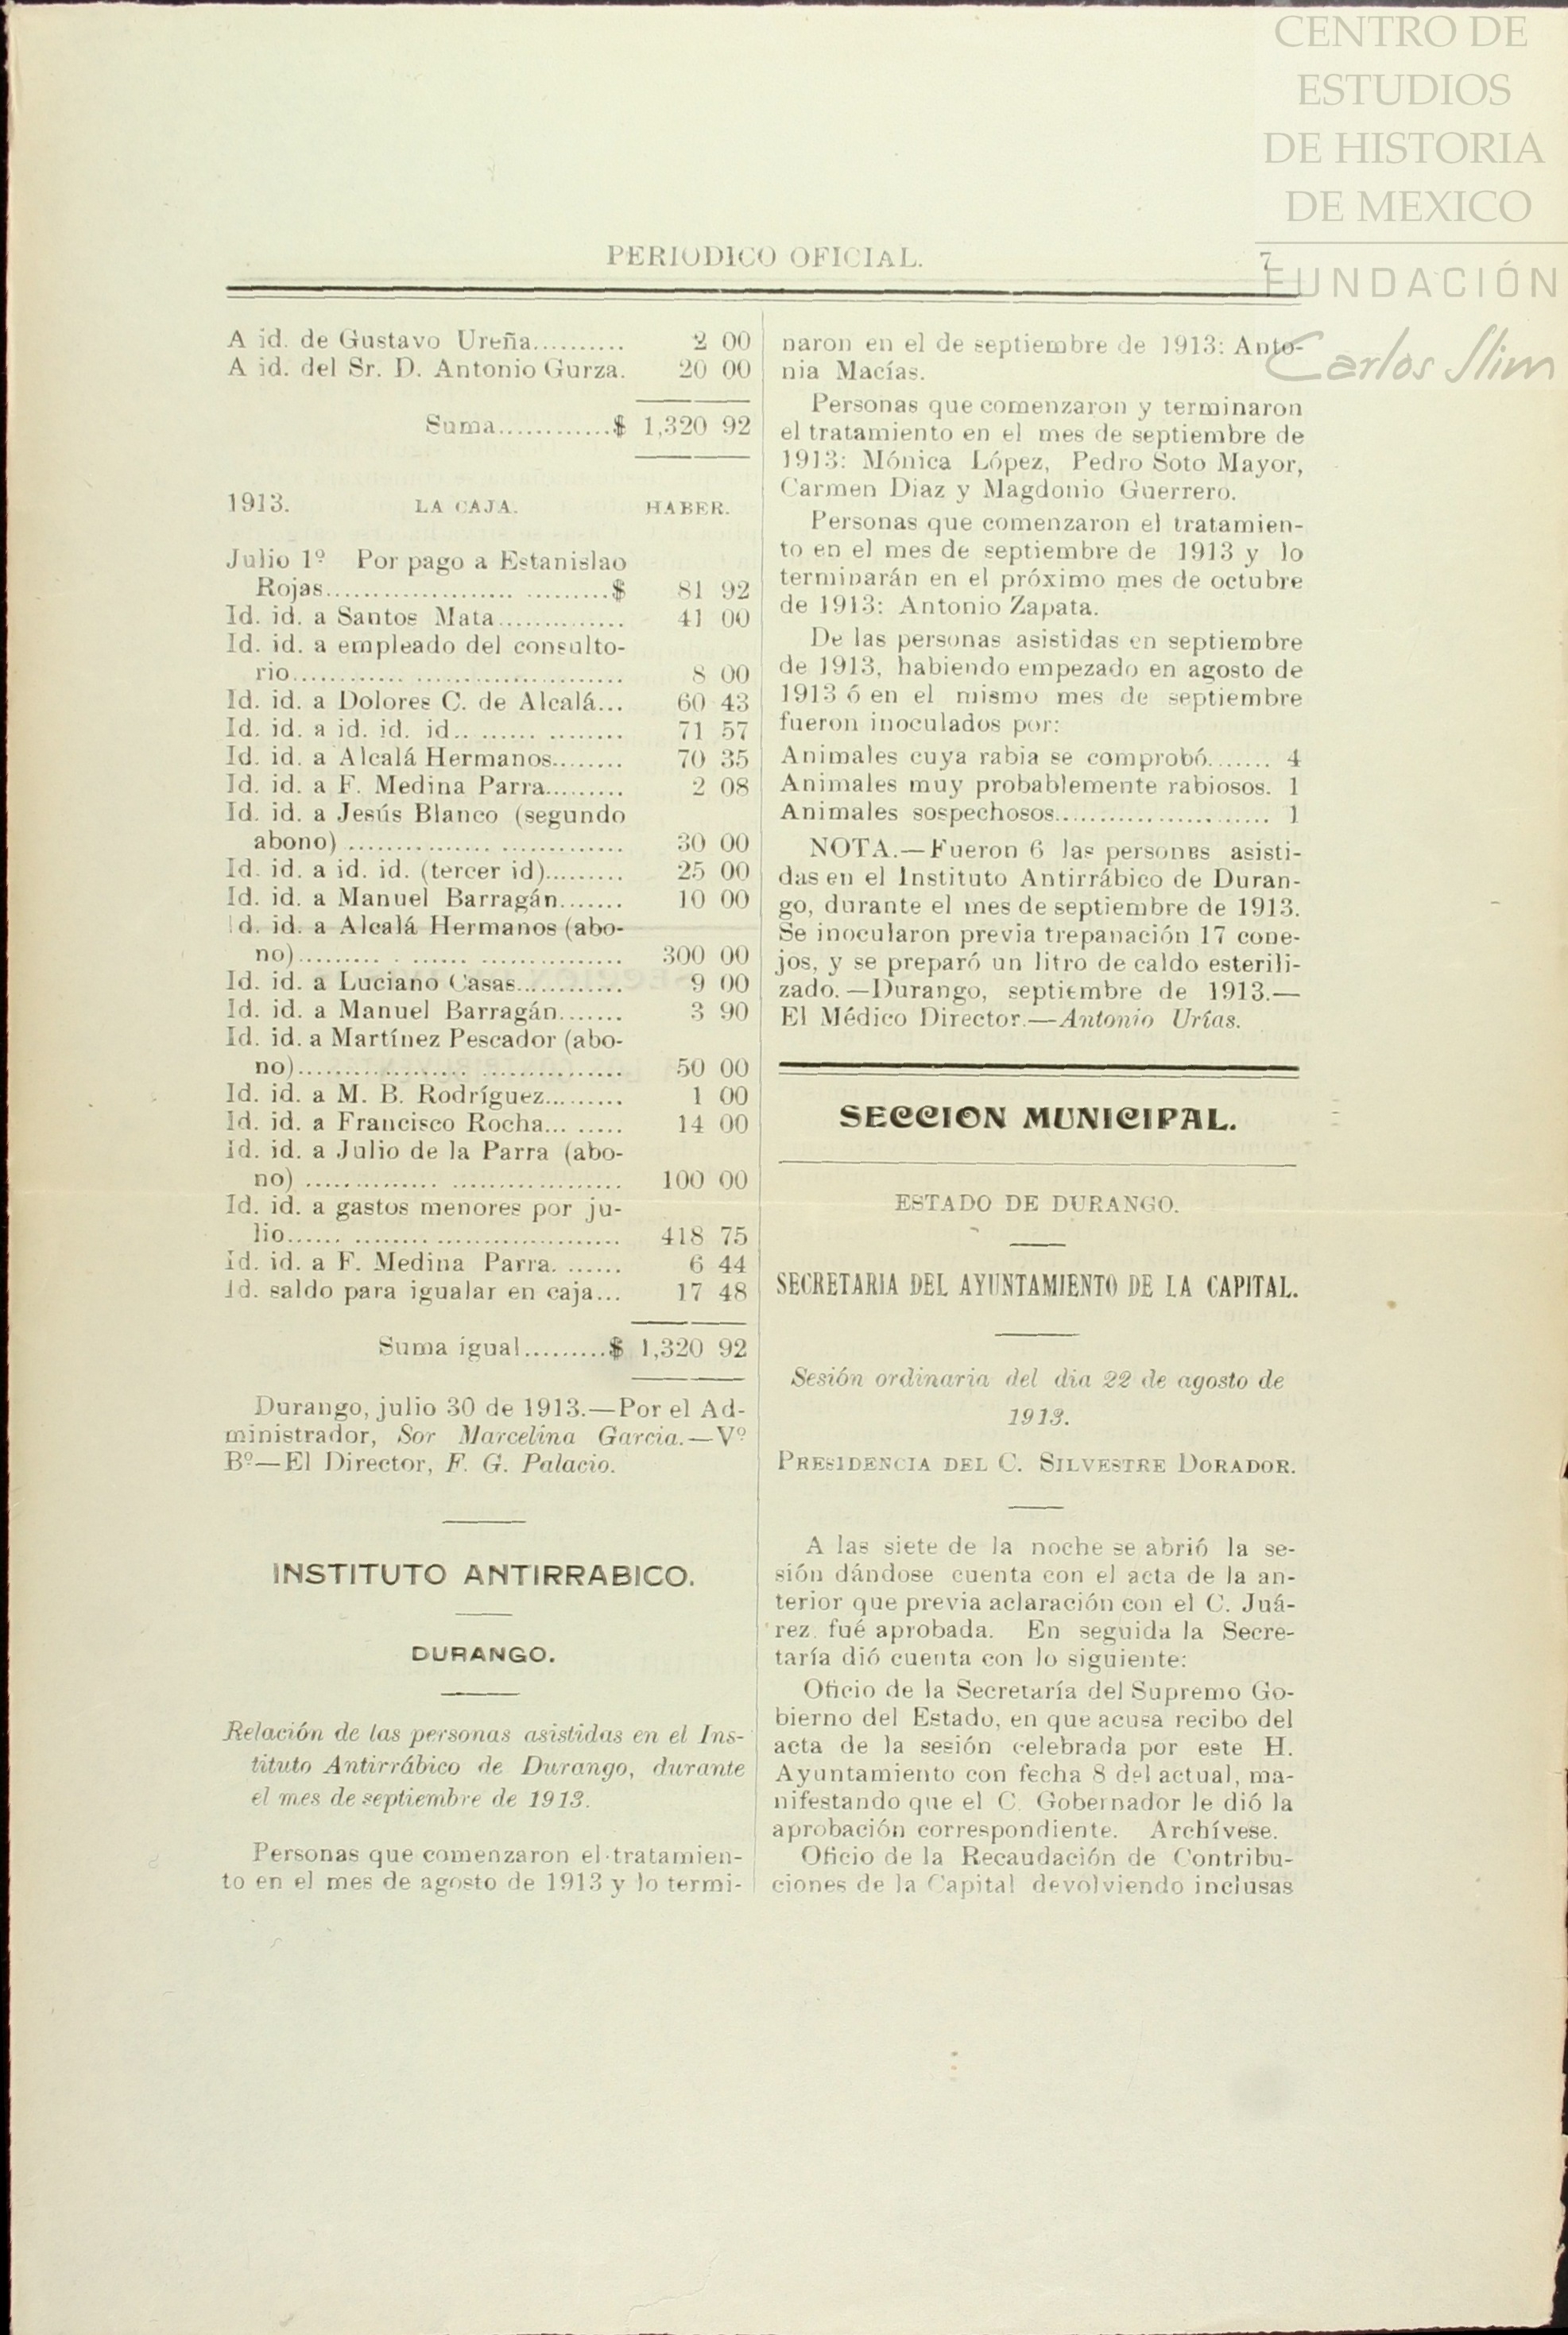 CENTRO DE
ESTUDIOS
DE HISTORIA
DE MEXICO
FUNDACIÓN
Carlos Slim
PERIODICO OFICIAL. 7
A id. de Gustavo Ureña.......... 2 00
A id. del Sr. D. Antonio Gurza. 20 00
Suma............$ 1,320 92
1913. LA CAJA. HABER.
Julio 1º Por pago a Estanislao
Rojas.............................$ 81 92
Id. id. a Santos Mata.............. 41 00
Id. id. a empleado del consulto-
rio.................................. 8 00
Id. id. a Dolores C. de Alcalá... 60 43
Id. id. a id. id. id.. ....... ........ 71 57
Id. id. a Alcalá Hermanos........ 70 35
Id. id. a F. Medina Parra......... 2 08
Id. id. a Jesús Blanco (segundo
abono) ............... ............. 30 00
Id. id. a id. id. (tercer id)......... 25 00
Id. id. a Manuel Barragán....... 10 00
Id. id. a Alcalá Hermanos (abo-
no)......... . ...... ............... 300 00
Id. id. a Luciano Casas............ 9 00
Id. id. a Manuel Barragán....... 3 90
Id. id. a Martínez Pescador (abo-
no).................. ............... 50 00
Id. id. a M. B. Rodríguez......... 1 00
Id. id. a Francisco Rocha... ...... 14 00
Id. id. a Julio de la Parra (abo-
no) .............. .................. 100 00
Id. id. a gastos menores por ju-
lio...... ........ .................... 418 75
Id. id. a F. Medina Parra. ...... 6 44
Id. saldo para igualar en caja... 17 48
Suma igual.........$ 1,320 92
Durango, julio 30 de 1913.—Por el Ad-
ministrador, Sor Marcelina Garcia.—Vº
Bº—El Director, F. G. Palacio.
INSTITUTO ANTIRRABICO.
DURANGO.
Relación de las personas asistidas en el Ins-
tituto Antirrábico de Durango, durante
el mes de septiembre de 1913.
Personas que comenzaron el tratamien-
to en el mes de agosto de 1913 y lo termi-
naron en el de septiembre de 1913: Anto-
nia Macías.
Personas que comenzaron y terminaron
el tratamiento en el mes de septiembre de
1913: Mónica López, Pedro Soto Mayor,
Carmen Diaz y Magdonio Guerrero.
Personas que comenzaron el tratamien-
to en el mes de septiembre de 1913 y lo
terminarán en el próximo mes de octubre
de 1913: Antonio Zapata.
De las personas asistidas en septiembre
de 1913, habiendo empezado en agosto de
1913 ó en el mismo mes de septiembre
fueron inoculados por:
Animales cuya rabia se comprobó....... 4
Animales muy probablemente rabiosos. 1
Animales sospechosos....................... 1
NOTA.—Fueron 6 las persones asisti-
das en el Instituto Antirrábico de Duran-
go, durante el mes de septiembre de 1913.
Se inocularon previa trepanación 17 cone-
jos, y se preparó un litro de caldo esterili-
zado.—Durango, septiembre de 1913.—
El Médico Director.—Antonio Urías.
SECCION MUNICIPAL.
ESTADO DE DURANGO.
SECRETARIA DEL AYUNTAMIENTO DE LA CAPITAL.
Sesión ordinaria del dia 22 de agosto de
1913.
PRESIDENCIA DEL C. SILVESTRE DORADOR.
A las siete de la noche se abrió la se-
sión dándose cuenta con el acta de la an-
terior que previa aclaración con el C. Juá-
rez fué aprobada. En seguida la Secre-
taría dió cuenta con lo siguiente:
Oficio de la Secretaría del Supremo Go-
bierno del Estado, en que acusa recibo del
acta de la sesión celebrada por este H.
Ayuntamiento con fecha 8 del actual, ma-
nifestando que el C. Gobernador le dió la
aprobación correspondiente. Archívese.
Oficio de la Recaudación de Contribu-
ciones de la Capital devolviendo inclusas